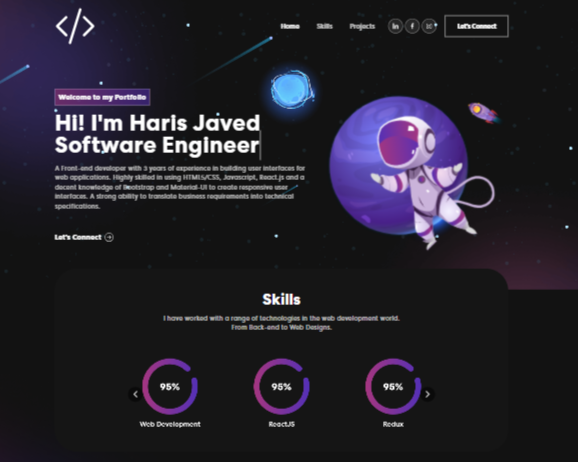 </>
Home Skills Projects Let's Connect
Welcome to my Portfolio
Hi! I'm Haris Javed
Software Engineer
A Front-end developer with 3 years of experience in building user interfaces for
web applications. Highly skilled in using HTML5/CSS, Javascript, React.js and a
decent knowledge of Bootstrap and Material-UI to create responsive user
interfaces. A strong ability to translate business requirements into technical
specifications.
Let's Connect
Skills
I have worked with a range of technologies in the web development world.
From Back-end to Web Designs.
95% 95% 95%
Web Development ReactJS Redux